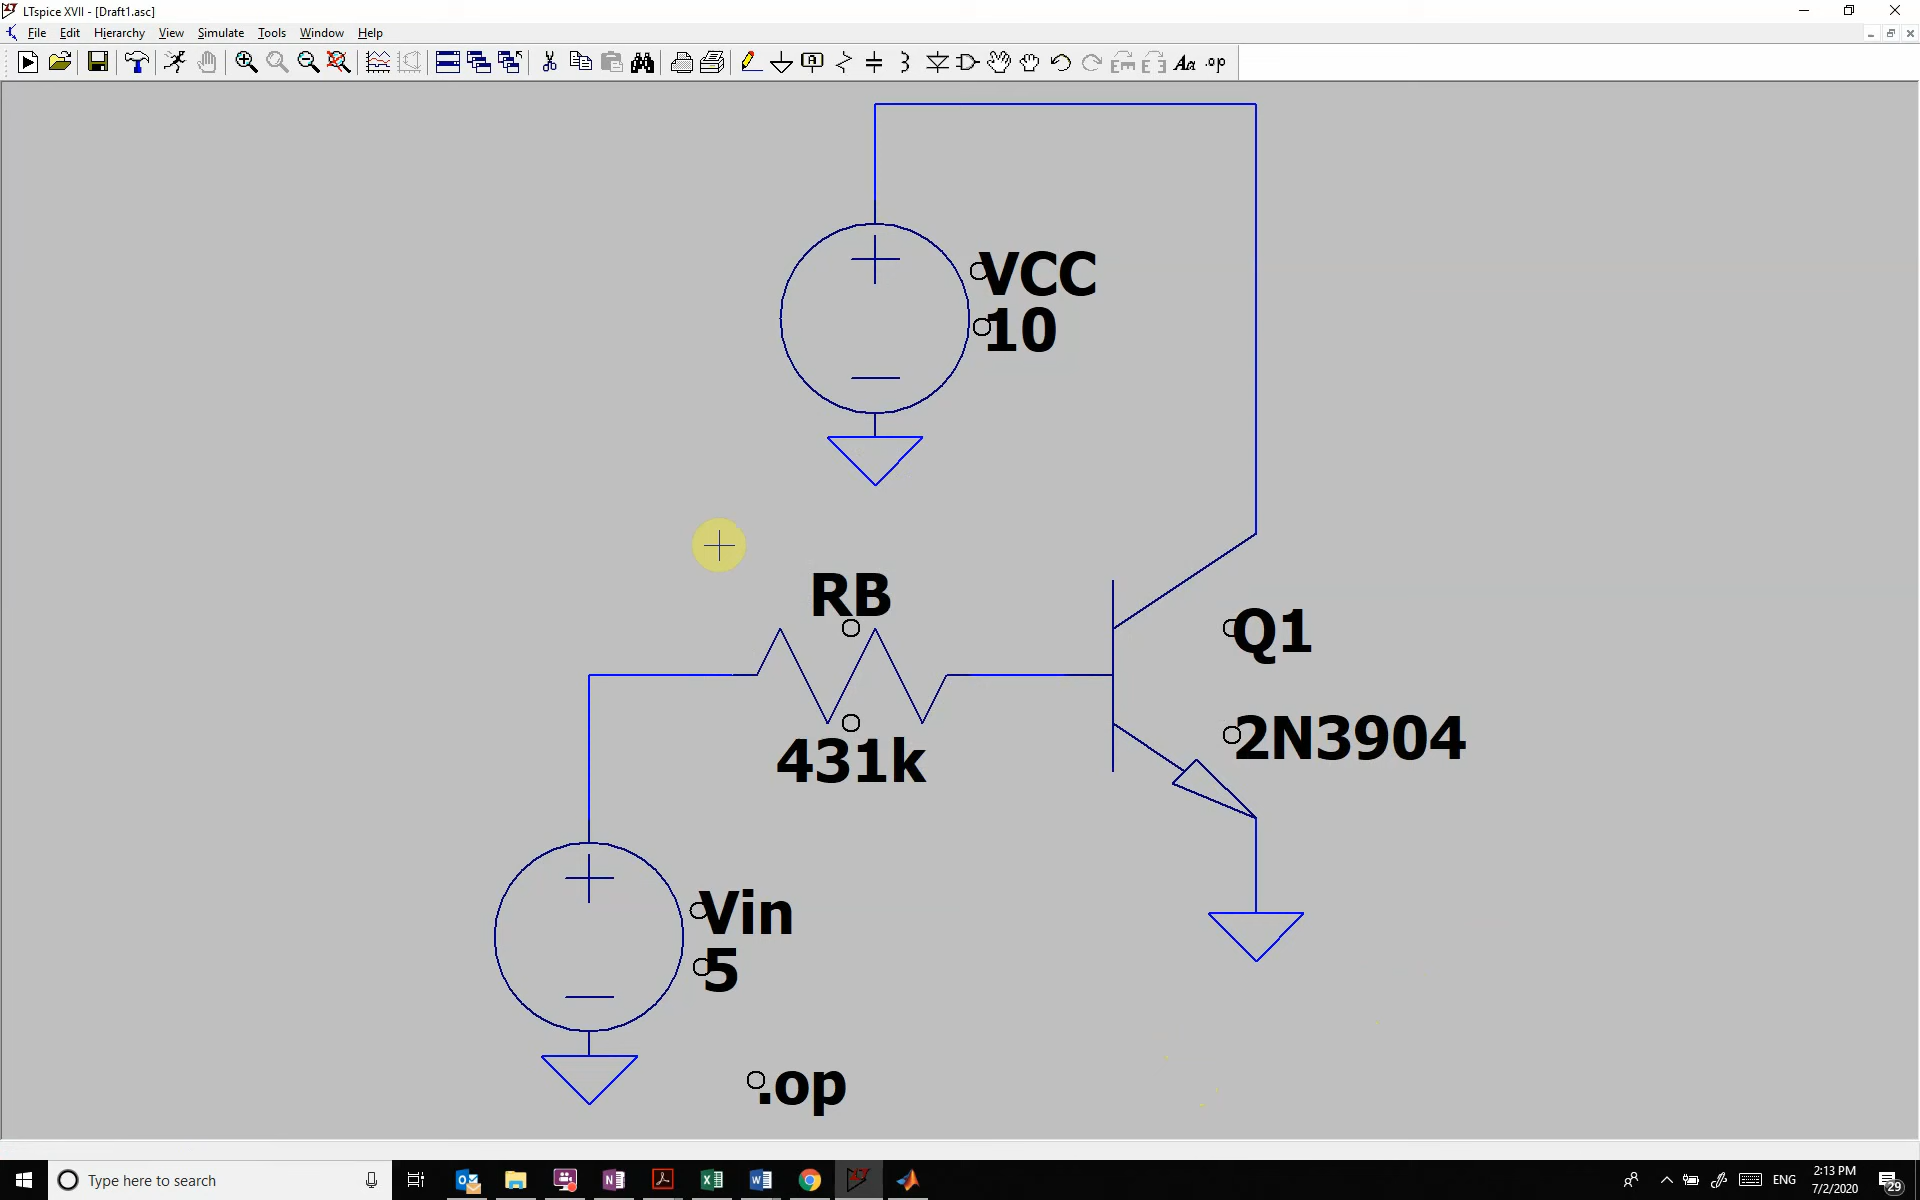 LTspice XVII - [Draft1.asc]
File Edit Hierarchy View Simulate Tools Window Help
Aa .op
VCC
10
RB
431k
Q1
2N3904
Vin
5
.op
Type here to search
ENG
2:13 PM
7/2/2020
29